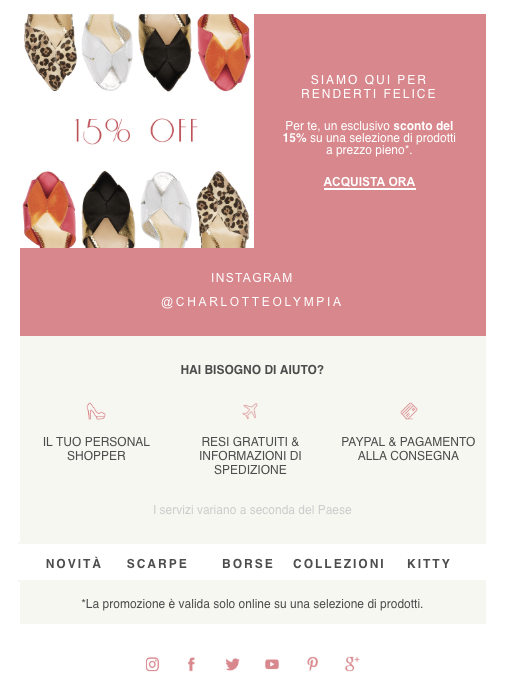 15% OFF
SIAMO QUI PER
RENDERTI FELICE
Per te, un esclusivo sconto del
15% su una selezione di prodotti
a prezzo pieno*.
ACQUISTA ORA
INSTAGRAM
@CHARLOTTEOLYMPIA
HAI BISOGNO DI AIUTO?
IL TUO PERSONAL
SHOPPER
RESI GRATUITI &
INFORMAZIONI DI
SPEDIZIONE
PAYPAL & PAGAMENTO
ALLA CONSEGNA
I servizi variano a seconda del Paese
NOVITÀ SCARPE BORSE COLLEZIONI KITTY
*La promozione è valida solo online su una selezione di prodotti.